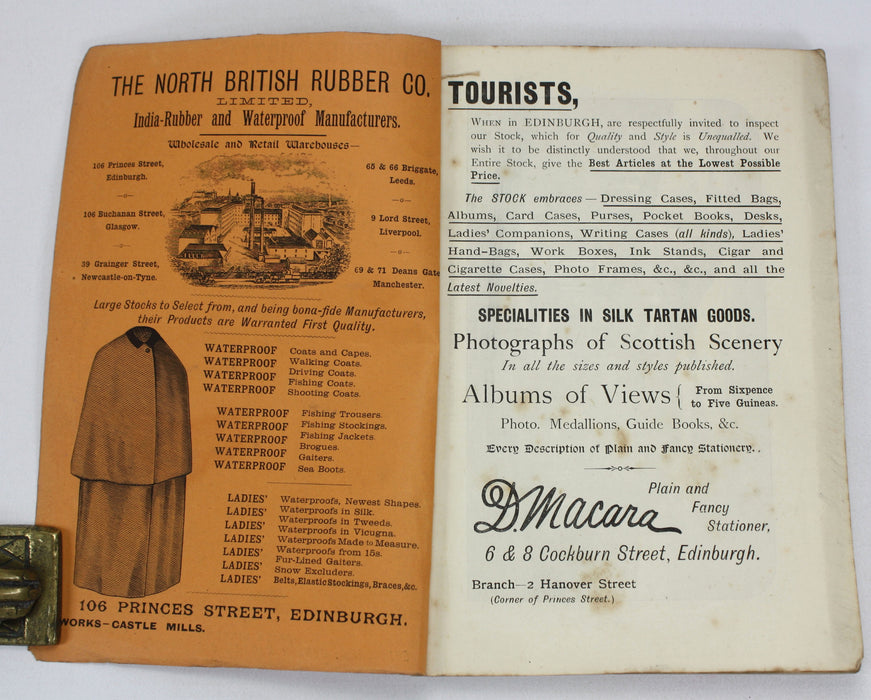 THE NORTH BRITISH RUBBER CO.
LIMITED,
India-Rubber and Waterproof Manufacturers.
Wholesale and Retail Warehouses—
106 Princes Street,
Edinburgh.
106 Buchanan Street,
Glasgow.
39 Grainger Street,
Newcastle-on-Tyne.
65 & 66 Briggate,
Leeds.
9 Lord Street,
Liverpool.
69 & 71 Deans Gate
Manchester.
Large Stocks to Select from, and being bona-fide Manufacturers,
their Products are Warranted First Quality.
WATERPROOF Coats and Capes.
WATERPROOF Walking Coats.
WATERPROOF Driving Coats.
WATERPROOF Fishing Coats.
Shooting Coats.
WATERPROOF Fishing Trousers.
WATERPROOF Fishing Stockings.
WATERPROOF Fishing Jackets.
WATERPROOF Brogues.
WATERPROOF Gaiters.
Sea Boots.
LADIES' Waterproofs, Newest Shapes.
LADIES' Waterproofs in Silk.
LADIES' Waterproofs in Tweeds.
LADIES' Waterproofs in Vicugna.
LADIES' Waterproofs Made to Measure.
LADIES' Waterproofs from 15s.
LADIES' Fur-Lined Gaiters.
Snow Excluders.
Belts, Elastic Stockings, Braces, &c.
106 PRINCES STREET, EDINBURGH.
WORKS—CASTLE MILLS.
TOURISTS,
WHEN in EDINBURGH, are respectfully invited to inspect
our Stock, which for Quality and Style is Unequalled. We
wish it to be distinctly understood that we, throughout our
Entire Stock, give the Best Articles at the Lowest Possible
Price.
The STOCK embraces — Dressing Cases, Fitted Bags,
Albums, Card Cases, Purses, Pocket Books, Desks,
Ladies' Companions, Writing Cases (all kinds), Ladies'
Hand-Bags, Work Boxes, Ink Stands, Cigar and
Cigarette Cases, Photo Frames, &c., &c., and all the
Latest Novelties.
SPECIALITIES IN SILK TARTAN GOODS.
Photographs of Scottish Scenery
In all the sizes and styles published.
Albums of Views { From Sixpence
to Five Guineas.
Photo. Medallions, Guide Books, &c.
Every Description of Plain and Fancy Stationery..
D. Macara Plain and
Fancy
Stationer,
6 & 8 Cockburn Street, Edinburgh.
Branch—2 Hanover Street
(Corner of Princes Street.)